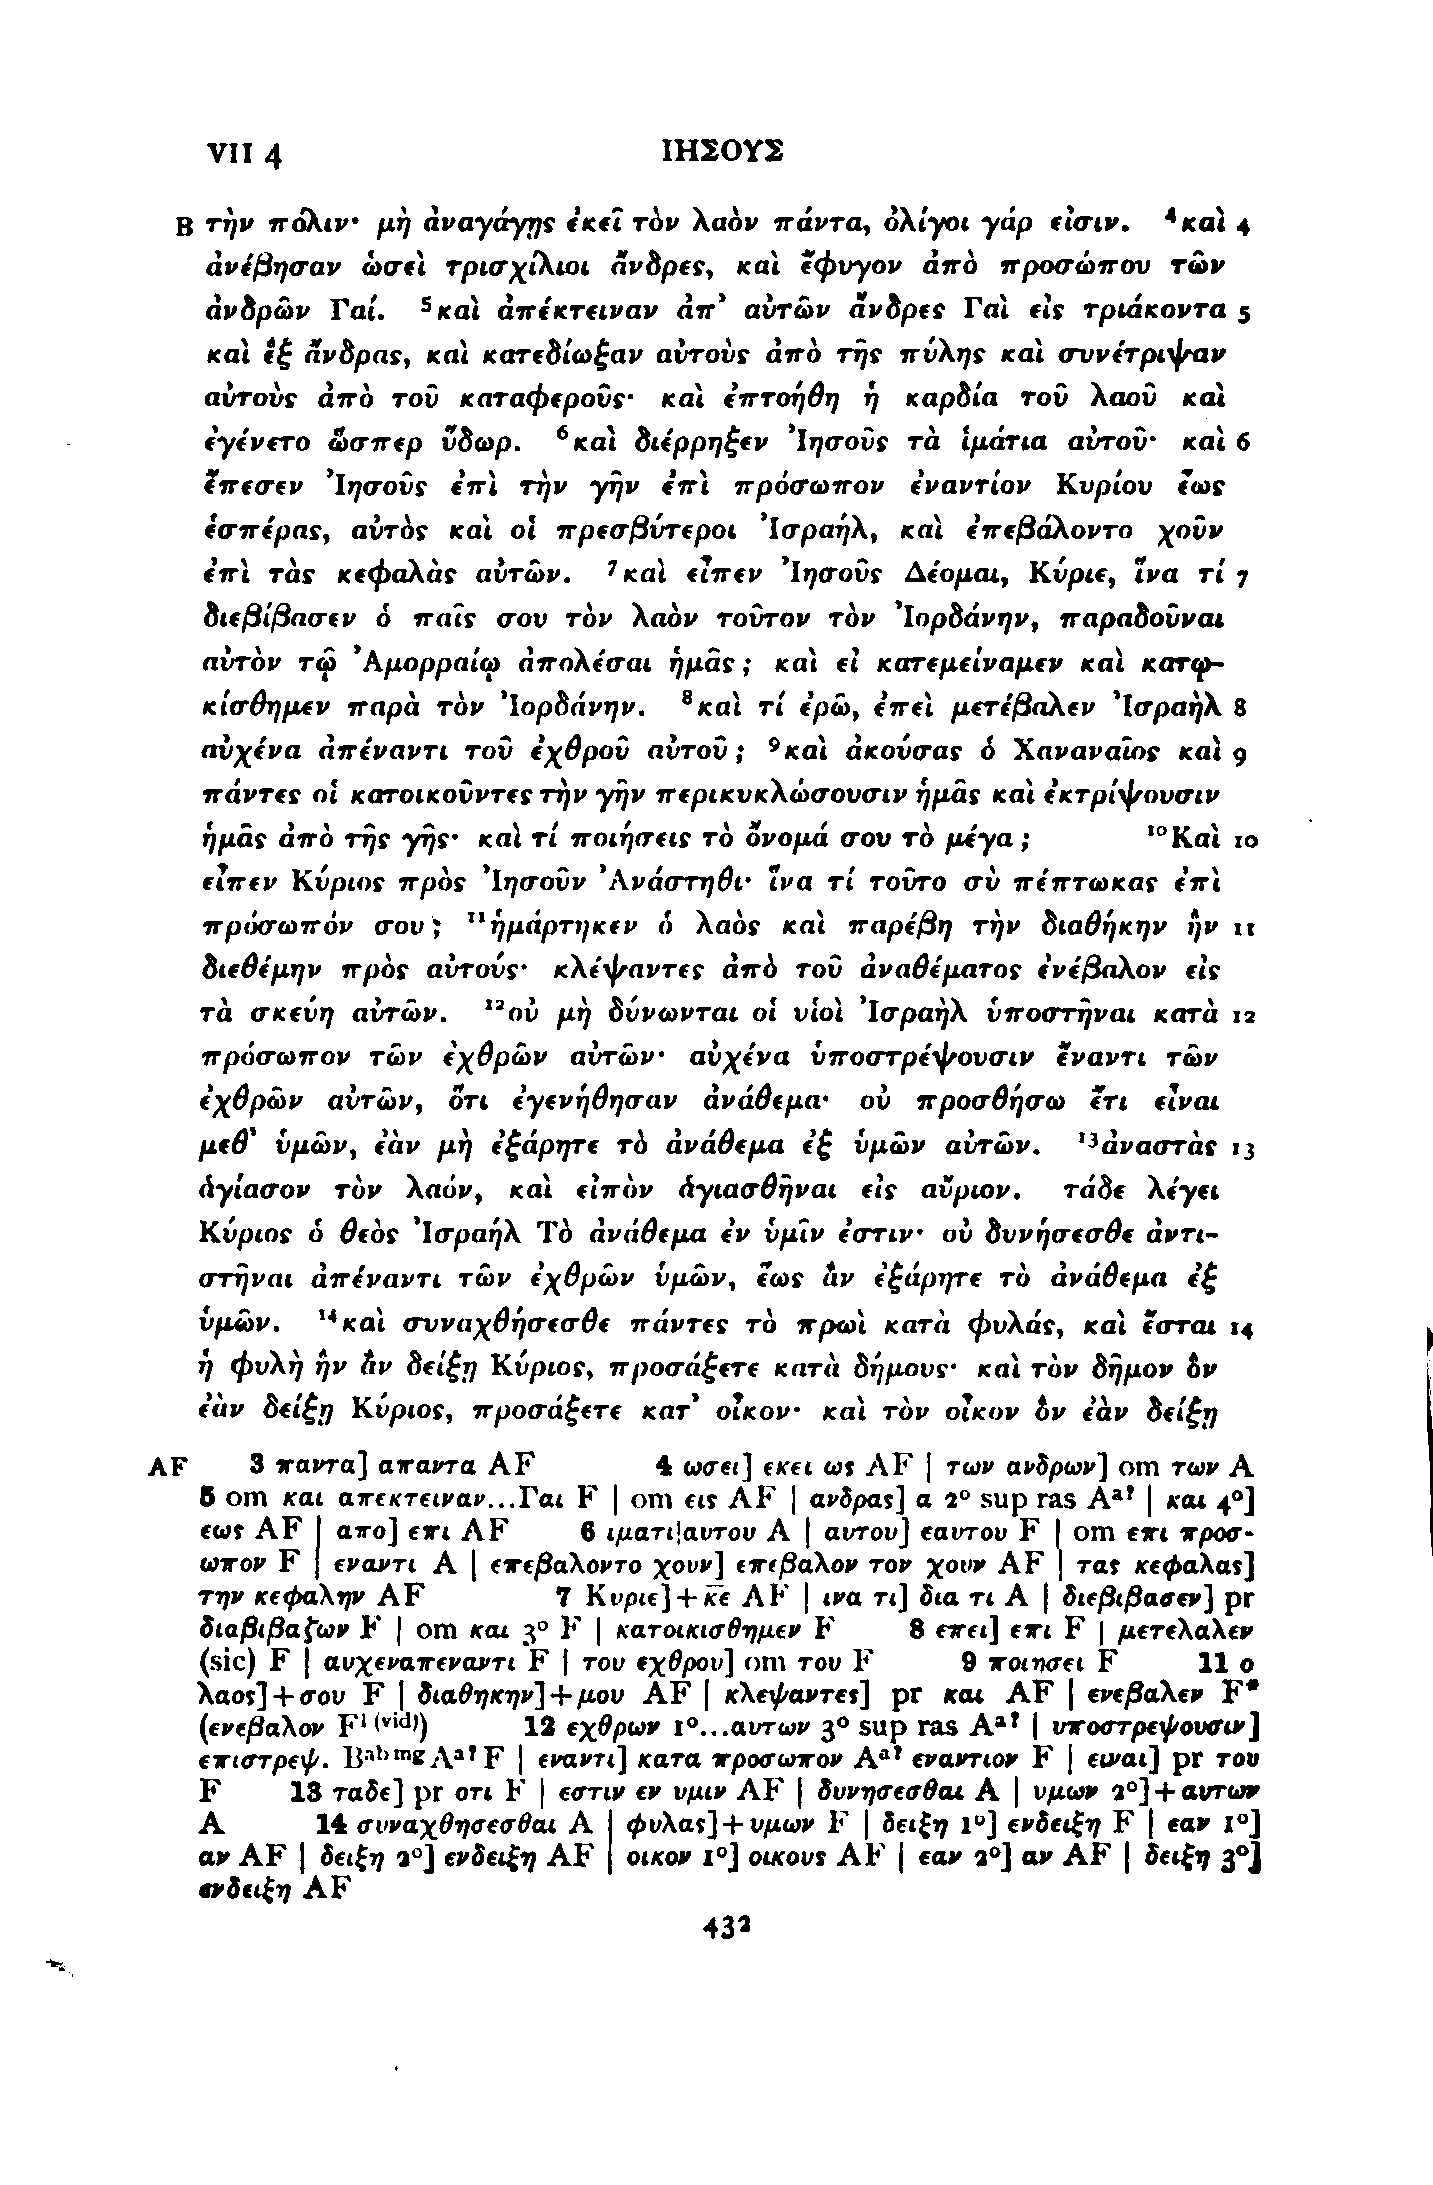 VII 4 ΙΗΣΟΥΣ
B τὴν πόλιν· μὴ ἀναγάγῃς ἐκεῖ τὸν λαὸν πάντα, ὀλίγοι γάρ εἰσιν. ⁴καὶ 4
ἀνέβησαν ὡσεὶ τρισχίλιοι ἄνδρες, καὶ ἔφυγον ἀπὸ προσώπου τῶν
ἀνδρῶν Γαί. ⁵καὶ ἀπέκτειναν ἀπ’ αὐτῶν ἄνδρες Γαὶ εἰς τριάκοντα 5
καὶ ἓξ ἄνδρας, καὶ κατεδίωξαν αὐτοὺς ἀπὸ τῆς πύλης καὶ συνέτριψαν
αὐτοὺς ἀπὸ τοῦ καταφεροῦς· καὶ ἐπτοήθη ἡ καρδία τοῦ λαοῦ καὶ
ἐγένετο ὥσπερ ὕδωρ. ⁶καὶ διέρρηξεν Ἰησοῦς τὰ ἱμάτια αὐτοῦ· καὶ 6
ἔπεσεν Ἰησοῦς ἐπὶ τὴν γῆν ἐπὶ πρόσωπον ἐναντίον Κυρίου ἕως
ἑσπέρας, αὐτὸς καὶ οἱ πρεσβύτεροι Ἰσραήλ, καὶ ἐπεβάλοντο χοῦν
ἐπὶ τὰς κεφαλὰς αὐτῶν. ⁷καὶ εἶπεν Ἰησοῦς Δέομαι, Κύριε, ἵνα τί 7
διεβίβασεν ὁ παῖς σου τὸν λαὸν τοῦτον τὸν Ἰορδάνην, παραδοῦναι
αὐτὸν τῷ Ἀμορραίῳ ἀπολέσαι ἡμᾶς; καὶ εἰ κατεμείναμεν καὶ κατῳ-
κίσθημεν παρὰ τὸν Ἰορδάνην. ⁸καὶ τί ἐρῶ, ἐπεὶ μετέβαλεν Ἰσραὴλ 8
αὐχένα ἀπέναντι τοῦ ἐχθροῦ αὐτοῦ; ⁹καὶ ἀκούσας ὁ Χαναναῖος καὶ 9
πάντες οἱ κατοικοῦντες τὴν γῆν περικυκλώσουσιν ἡμᾶς καὶ ἐκτρίψουσιν
ἡμᾶς ἀπὸ τῆς γῆς· καὶ τί ποιήσεις τὸ ὄνομά σου τὸ μέγα; ¹⁰Καὶ 10
εἶπεν Κύριος πρὸς Ἰησοῦν Ἀνάστηθι· ἵνα τί τοῦτο σὺ πέπτωκας ἐπὶ
πρόσωπόν σου; ¹¹ἡμάρτηκεν ὁ λαὸς καὶ παρέβη τὴν διαθήκην ἣν 11
διεθέμην πρὸς αὐτούς· κλέψαντες ἀπὸ τοῦ ἀναθέματος ἐνέβαλον εἰς
τὰ σκεύη αὐτῶν. ¹²οὐ μὴ δύνωνται οἱ υἱοὶ Ἰσραὴλ ὑποστῆναι κατὰ 12
πρόσωπον τῶν ἐχθρῶν αὐτῶν· αὐχένα ὑποστρέψουσιν ἔναντι τῶν
ἐχθρῶν αὐτῶν, ὅτι ἐγενήθησαν ἀνάθεμα· οὐ προσθήσω ἔτι εἶναι
μεθ’ ὑμῶν, ἐὰν μὴ ἐξάρητε τὸ ἀνάθεμα ἐξ ὑμῶν αὐτῶν. ¹³ἀναστὰς 13
ἁγίασον τὸν λαόν, καὶ εἰπὸν ἁγιασθῆναι εἰς αὔριον. τάδε λέγει
Κύριος ὁ θεὸς Ἰσραήλ Τὸ ἀνάθεμα ἐν ὑμῖν ἐστιν· οὐ δυνήσεσθε ἀντι-
στῆναι ἀπέναντι τῶν ἐχθρῶν ὑμῶν, ἕως ἂν ἐξάρητε τὸ ἀνάθεμα ἐξ
ὑμῶν. ¹⁴καὶ συναχθήσεσθε πάντες τὸ πρωὶ κατὰ φυλάς, καὶ ἔσται 14
ἡ φυλὴ ἣν ἂν δείξῃ Κύριος, προσάξετε κατὰ δήμους· καὶ τὸν δῆμον ὃν
ἐὰν δείξῃ Κύριος, προσάξετε κατ’ οἶκον· καὶ τὸν οἶκον ὃν ἐὰν δείξῃ
AF 3 παντα] απαντα AF 4 ωσει] εκει ως AF | των ανδρων] om των A
5 om και απεκτειναν...Γαι F | om εις AF | ανδρας] α 2° sup ras Aᵃ? | και 4°]
εως AF | απο] επι AF 6 ιματι|αυτου A | αυτου] εαυτου F | om επι προσ-
ωπον F | εναντι A | επεβαλοντο χουν] επεβαλον τον χουν AF | τας κεφαλας]
την κεφαλην AF 7 Κυριε]+κ̅ε̅ AF | ινα τι] δια τι A | διεβιβασεν] pr
διαβιβαζων F | om και 3° F | κατοικισθημεν F 8 επει] επι F | μετελαλεν
(sic) F | αυχεναπεναντι F | του εχθρου] om του F 9 ποιησει F 11 ο
λαος]+σου F | διαθηκην]+μου AF | κλεψαντες] pr και AF | ενεβαλεν F*
(ενεβαλον F¹⁽ᵛⁱᵈ⁾) 12 εχθρων 1°...αυτων 3° sup ras Aᵃ? | υποστρεψουσιν]
επιστρεψ. Bᵃᵇᵐᵍ Aᵃ? F | εναντι] κατα προσωπον Aᵃ? εναντιον F | ειναι] pr του
F 13 ταδε] pr οτι F | εστιν εν υμιν AF | δυνησεσθαι A | υμων 2°]+αυτων
A 14 συναχθησεσθαι A | φυλας]+υμων F | δειξη 1°] ενδειξη F | εαν 1°]
αν AF | δειξη 2°] ενδειξη AF | οικον 1°] οικους AF | εαν 2°] αν AF | δειξη 3°]
ενδειξη AF
432